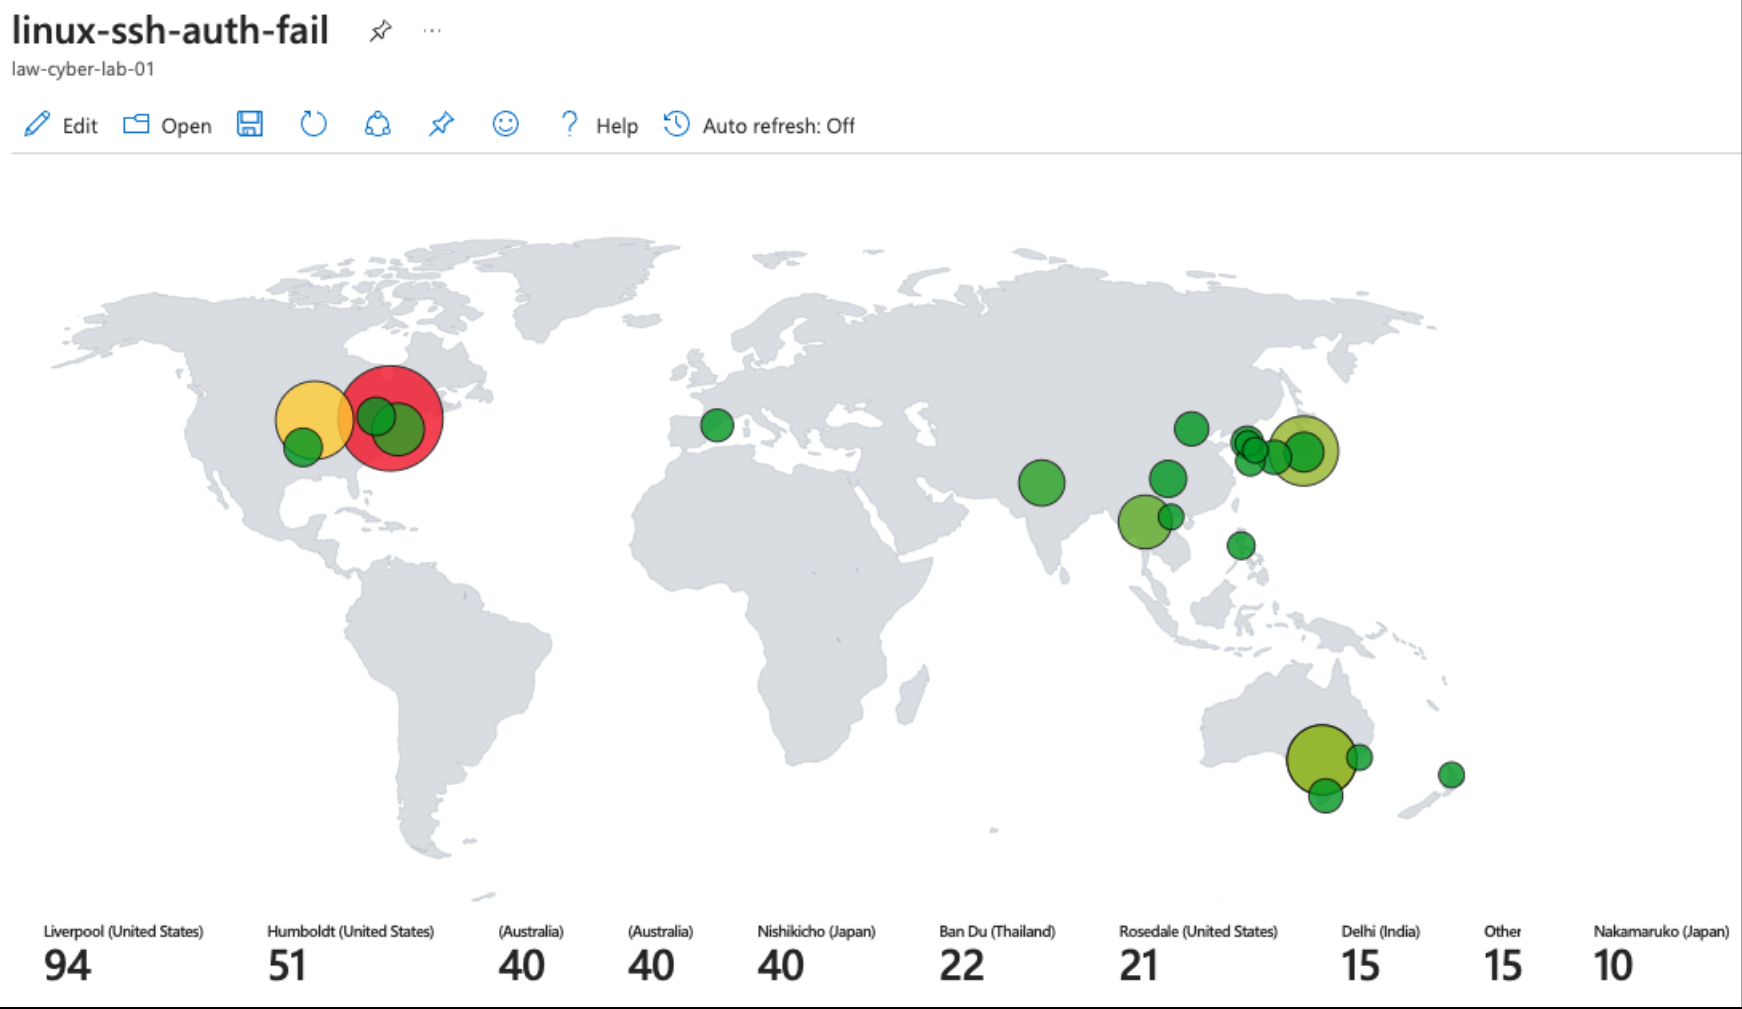 linux-ssh-auth-fail
law-cyber-lab-01
Edit Open Help Auto refresh: Off
Liverpool (United States) Humboldt (United States) (Australia) (Australia) Nishikicho (Japan) Ban Du (Thailand) Rosedale (United States) Delhi (India) Other Nakamaruko (Japan)
94 51 40 40 40 22 21 15 15 10